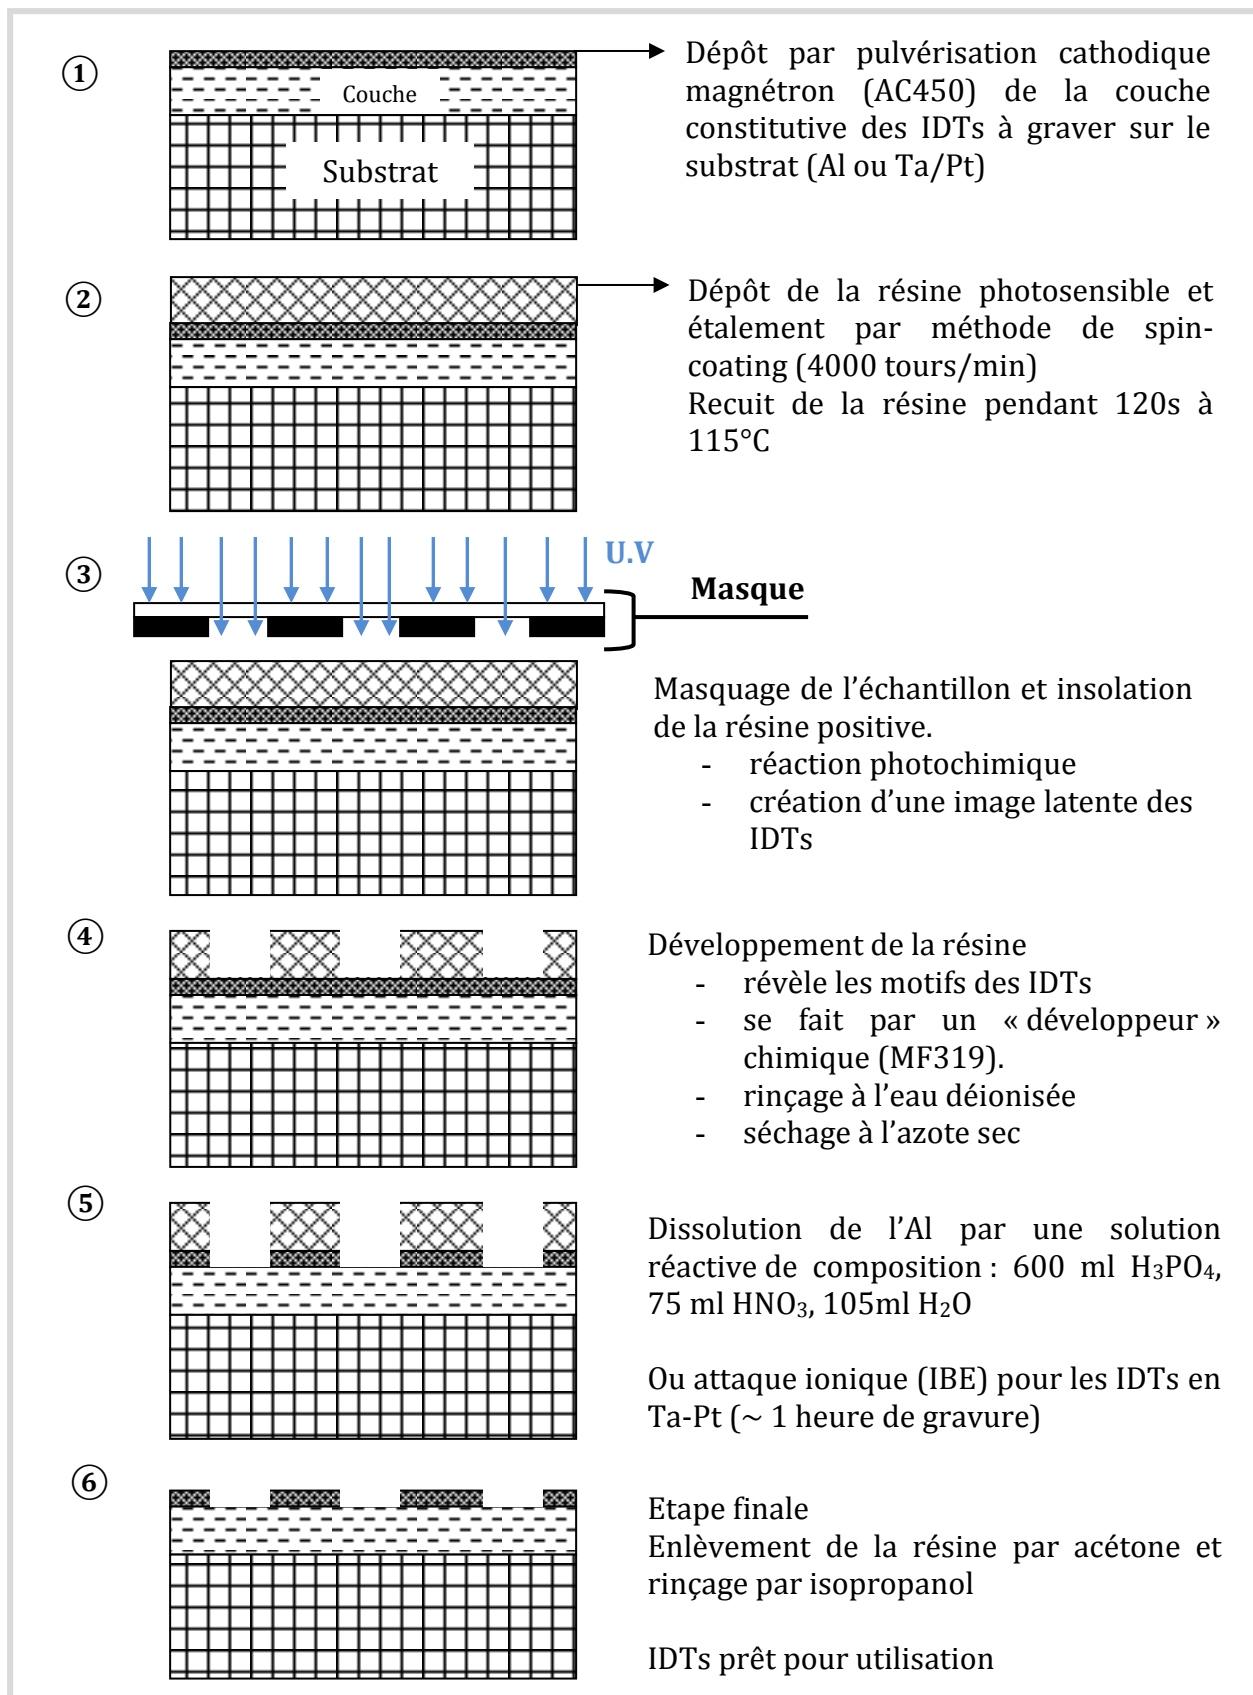 ①
Couche
Substrat
Dépôt par pulvérisation cathodique
magnétron (AC450) de la couche
constitutive des IDTs à graver sur le
substrat (Al ou Ta/Pt)
②
Dépôt de la résine photosensible et
étalement par méthode de spin-
coating (4000 tours/min)
Recuit de la résine pendant 120s à
115°C
③
U.V
Masque
Masquage de l’échantillon et insolation
de la résine positive.
- réaction photochimique
- création d’une image latente des
IDTs
④
Développement de la résine
- révèle les motifs des IDTs
- se fait par un « développeur »
chimique (MF319).
- rinçage à l’eau déionisée
- séchage à l’azote sec
⑤
Dissolution de l’Al par une solution
réactive de composition : 600 ml H₃PO₄,
75 ml HNO₃, 105ml H₂O
Ou attaque ionique (IBE) pour les IDTs en
Ta-Pt (~ 1 heure de gravure)
⑥
Etape finale
Enlèvement de la résine par acétone et
rinçage par isopropanol
IDTs prêt pour utilisation